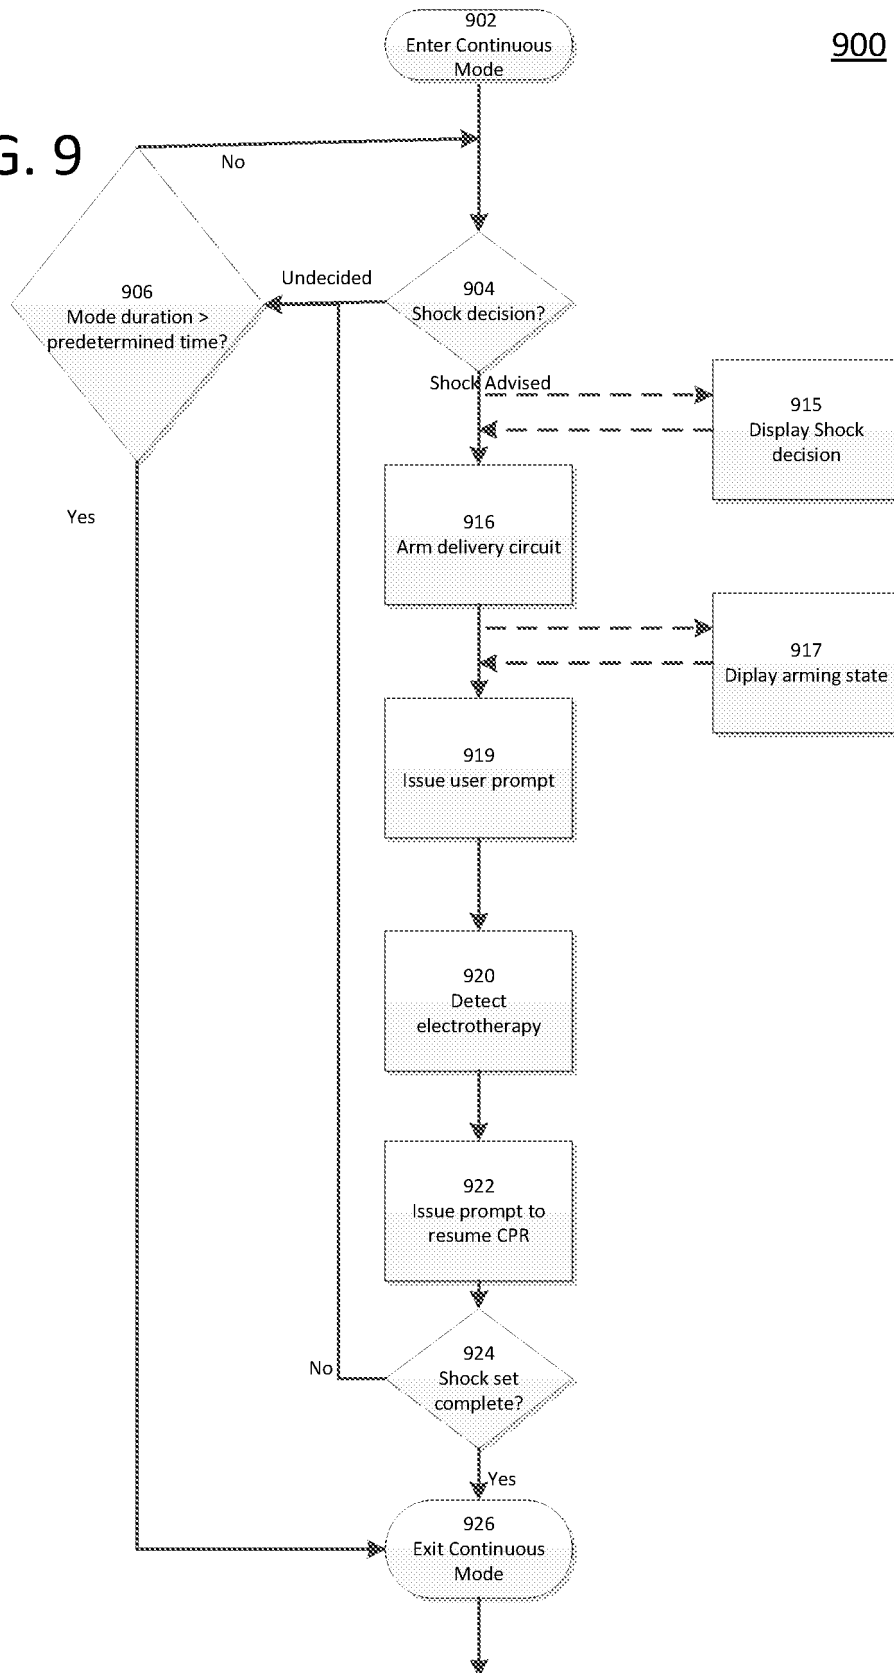 902
Enter Continuous
Mode
900
G. 9
No
906
Mode duration >
predetermined time?
Undecided
904
Shock decision?
Shock Advised
915
Display Shock
decision
Yes
916
Arm delivery circuit
917
Diplay arming state
919
Issue user prompt
920
Detect
electrotherapy
922
Issue prompt to
resume CPR
924
Shock set
complete?
No
Yes
926
Exit Continuous
Mode